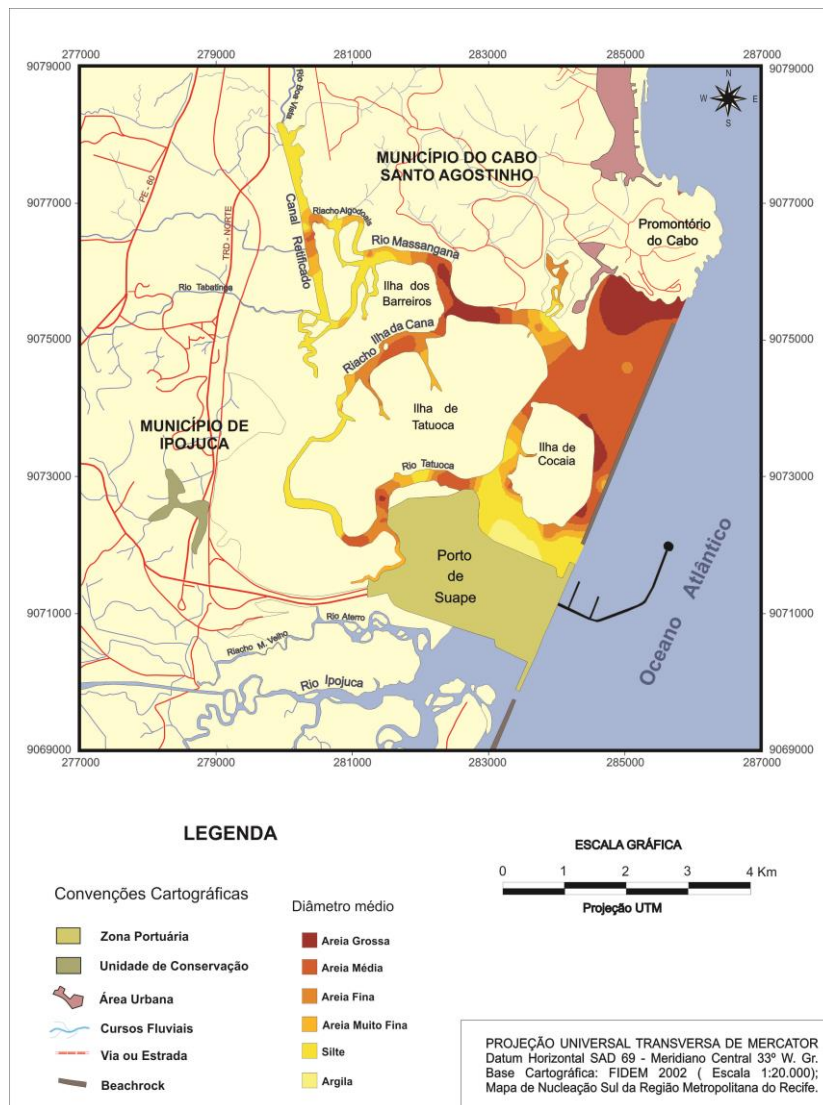 277000 279000 281000 283000 285000 287000
9079000 9079000
N
W E
S
Rio Boa Vista
MUNICÍPIO DO CABO
SANTO AGOSTINHO
PE - 60
9077000 9077000
Riacho Algodoais
Canal Retificado
TRD - NORTE
Rio Massangana
Promontório
do Cabo
Rio Tabatinga
Ilha dos
Barreiros
9075000 9075000
Riacho Ilha da Cana
Ilha de
Tatuoca
MUNICÍPIO DE
IPOJUCA
Ilha de
Cocaia
Rio Tatuoca
9073000 9073000
Porto
de
Suape
Oceano Atlântico
9071000 9071000
Rio Aterro
Riacho M. Velho
Rio Ipojuca
9069000 9069000
277000 279000 281000 283000 285000 287000
LEGENDA
ESCALA GRÁFICA
0 1 2 3 4 Km
Projeção UTM
Convenções Cartográficas
Zona Portuária
Unidade de Conservação
Área Urbana
Cursos Fluviais
Via ou Estrada
Beachrock
Diâmetro médio
Areia Grossa
Areia Média
Areia Fina
Areia Muito Fina
Silte
Argila
PROJEÇÃO UNIVERSAL TRANSVERSA DE MERCATOR
Datum Horizontal SAD 69 - Meridiano Central 33º W. Gr.
Base Cartográfica: FIDEM 2002 ( Escala 1:20.000);
Mapa de Nucleação Sul da Região Metropolitana do Recife.